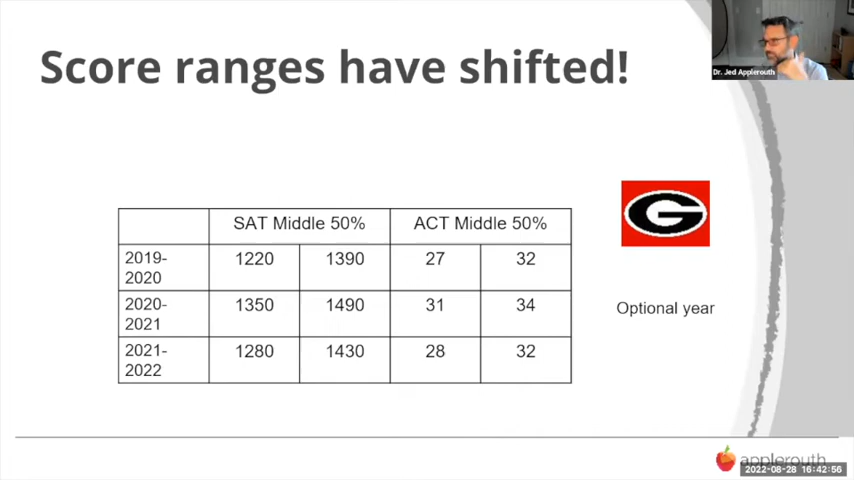 Score ranges have shifted!
Dr. Jed Applerouth
SAT Middle 50% ACT Middle 50%
2019-
2020
1220 1390 27 32
2020-
2021
1350 1490 31 34
Optional year
2021-
2022
1280 1430 28 32
G
applerouth
2022-08-28 16:42:56